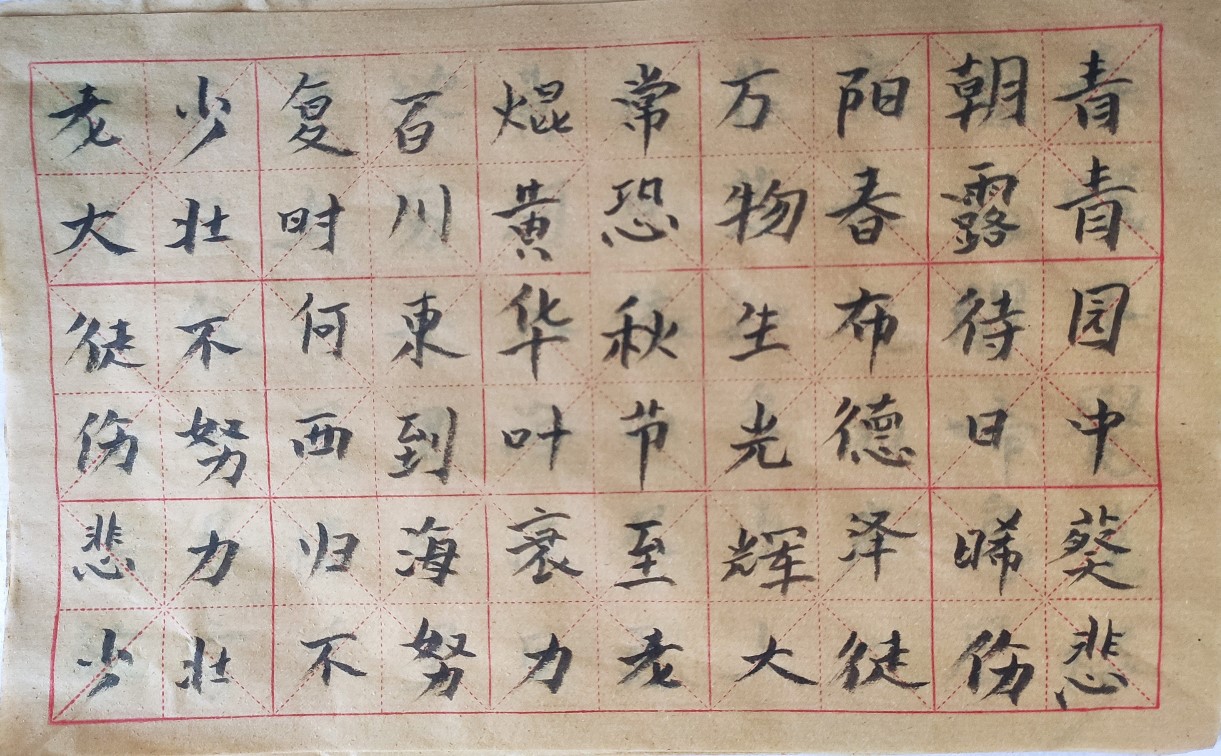 青青园中葵
朝露待日晞
阳春布德泽
万物生光辉
常恐秋节至
焜黄华叶衰
百川東到海
复时何西归
少壮不努力
老大徒伤悲
少壮不努力老大徒伤悲